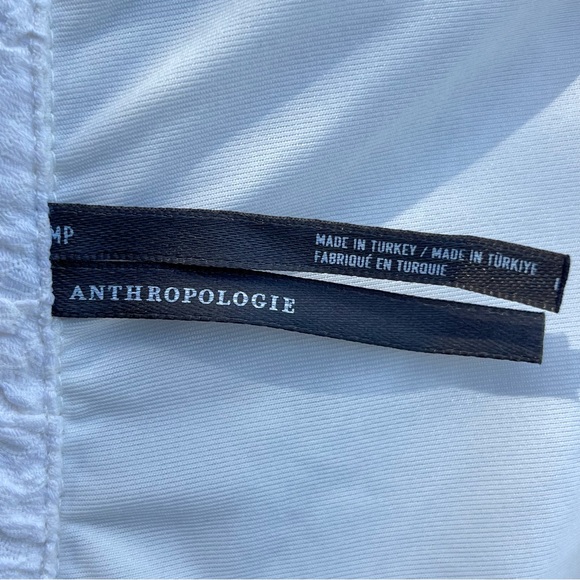 MP
MADE IN TURKEY / MADE IN TÜRKIYE
FABRIQUÉ EN TURQUIE
ANTHROPOLOGIE